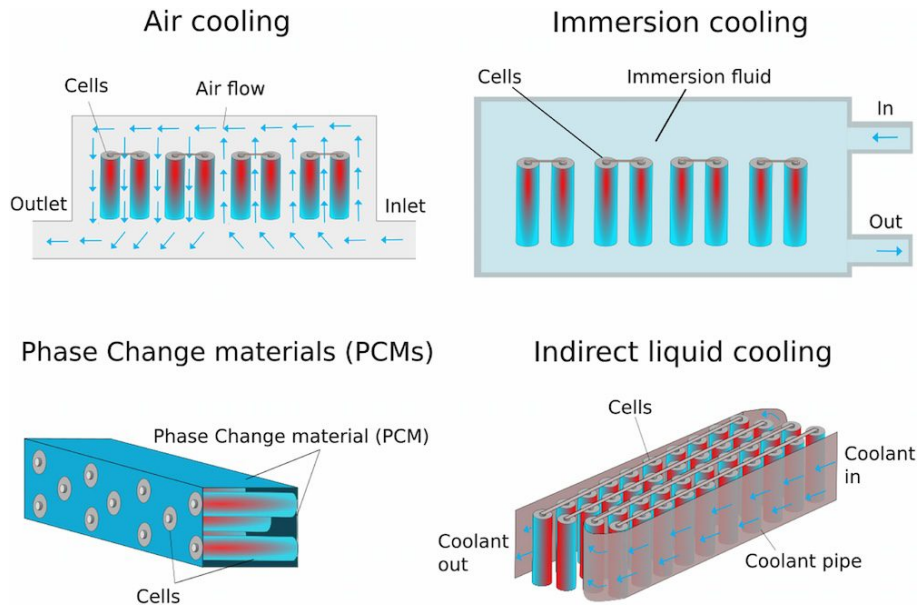 Air cooling
Cells
Air flow
Outlet
Inlet
Immersion cooling
Cells
Immersion fluid
In
Out
Phase Change materials (PCMs)
Phase Change material (PCM)
Cells
Indirect liquid cooling
Cells
Coolant
in
Coolant
out
Coolant pipe